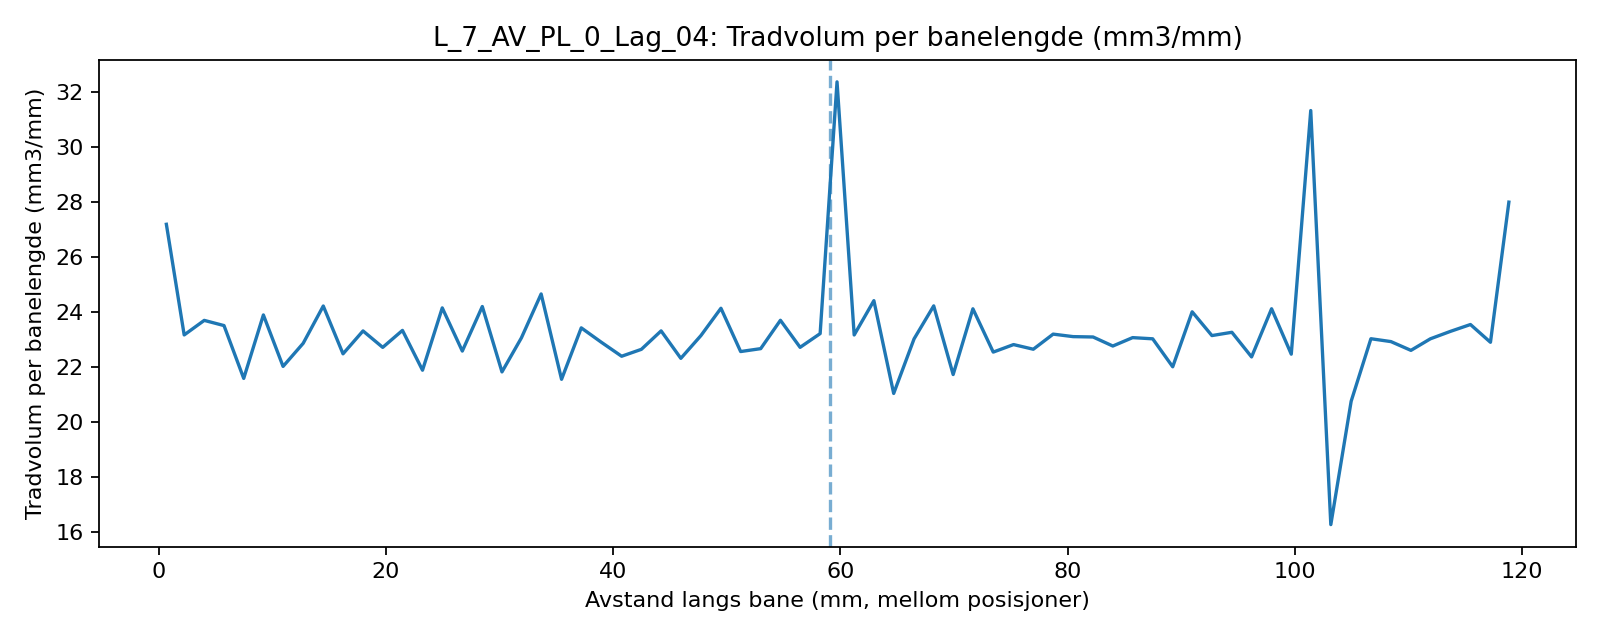 L_7_AV_PL_0_Lag_04: Tradvolum per banelengde (mm3/mm)
Tradvolum per banelengde (mm3/mm)
32
30
28
26
24
22
20
18
16
0 20 40 60 80 100 120
Avstand langs bane (mm, mellom posisjoner)